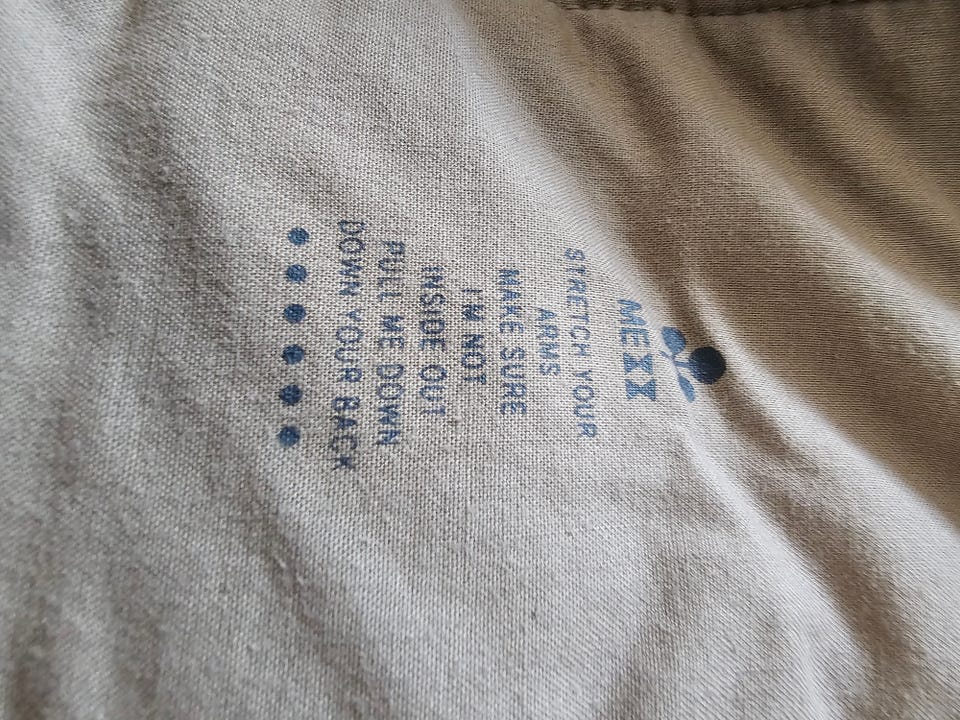 MEXX
STRETCH YOUR
ARMS
MAKE SURE
I'M NOT
INSIDE OUT
PULL ME DOWN
DOWN YOUR BACK